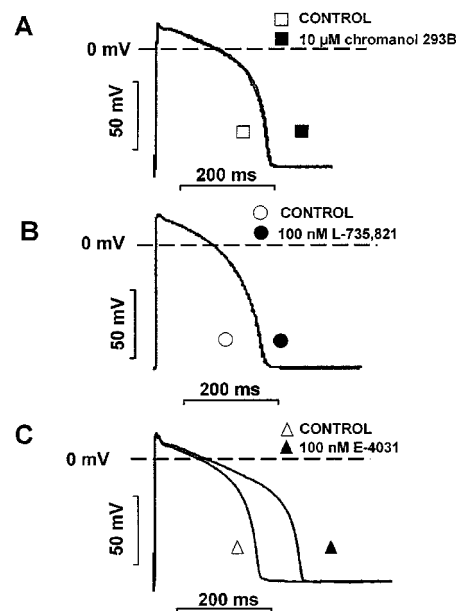 A
CONTROL
10 µM chromanol 293B
0 mV
50 mV
200 ms
B
CONTROL
100 nM L-735,821
0 mV
50 mV
200 ms
C
CONTROL
100 nM E-4031
0 mV
50 mV
200 ms